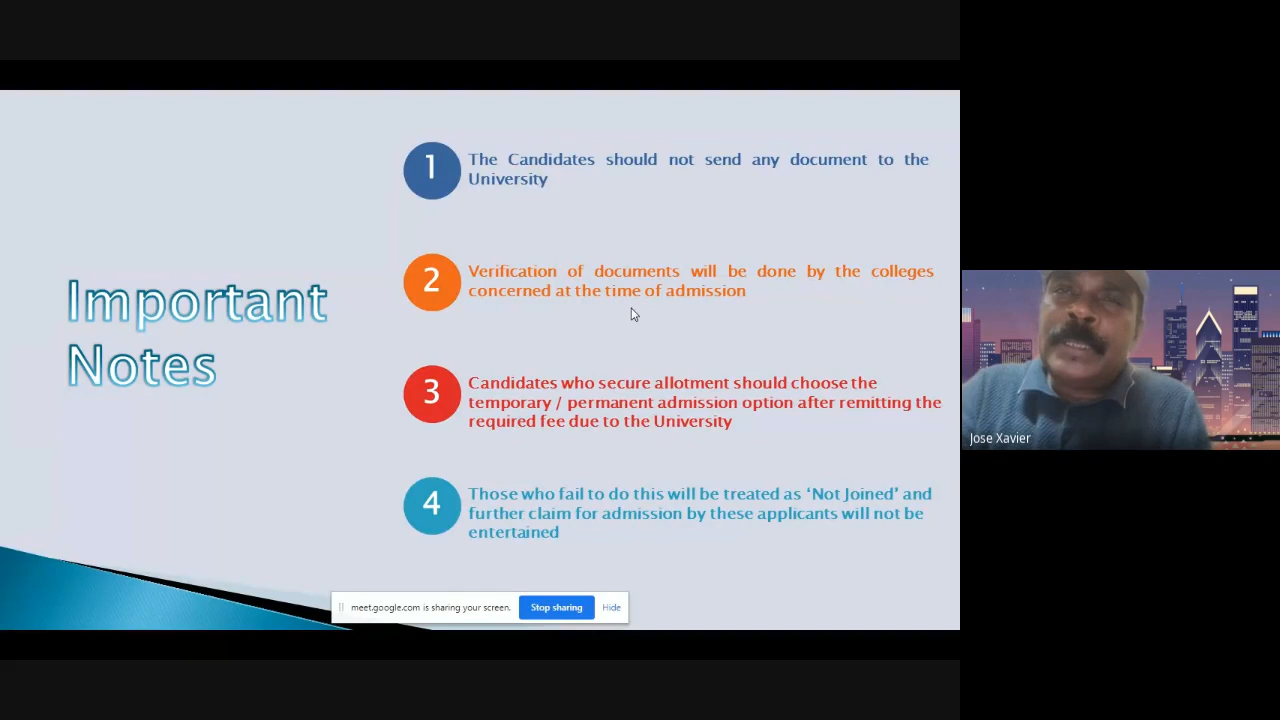 Important
Notes
1
The Candidates should not send any document to the
University
2
Verification of documents will be done by the colleges
concerned at the time of admission
3
Candidates who secure allotment should choose the
temporary / permanent admission option after remitting the
required fee due to the University
4
Those who fail to do this will be treated as ‘Not Joined’ and
further claim for admission by these applicants will not be
entertained
meet.google.com is sharing your screen. Stop sharing Hide
Jose Xavier